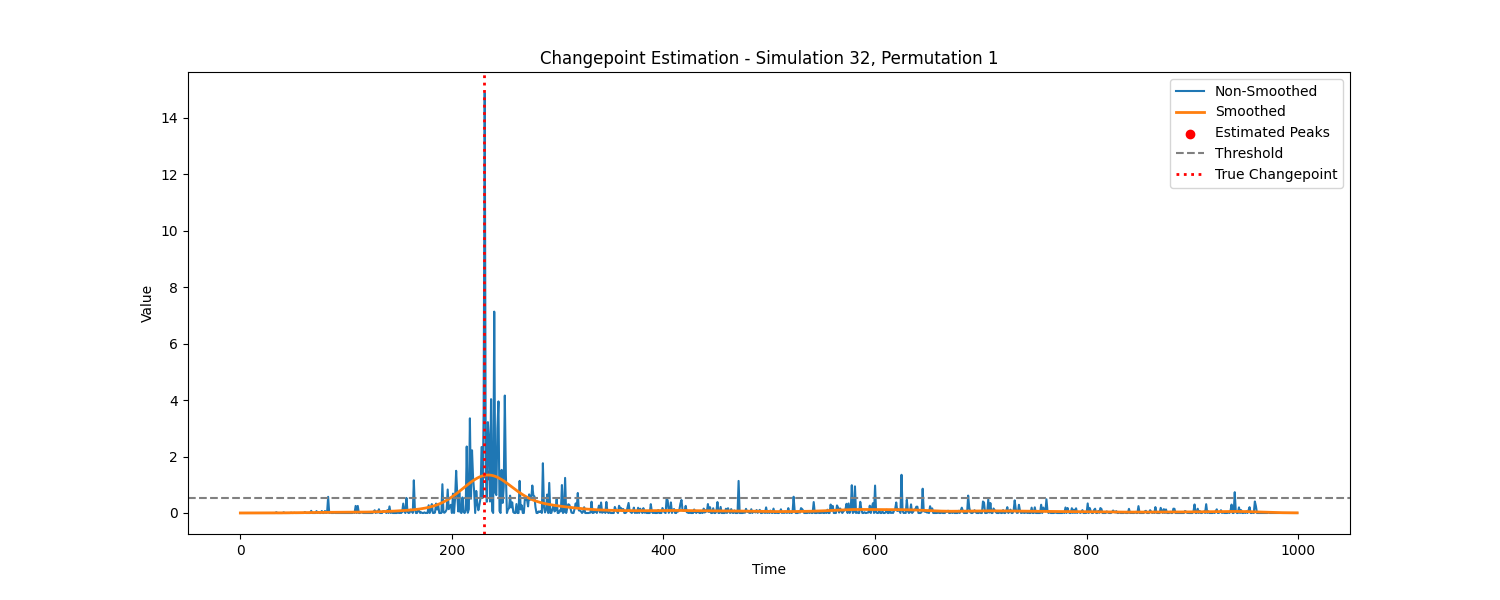 Changepoint Estimation - Simulation 32, Permutation 1
Non-Smoothed
Smoothed
Estimated Peaks
Threshold
True Changepoint
14
12
10
8
6
4
2
0
Value
0
200
400
600
800
1000
Time